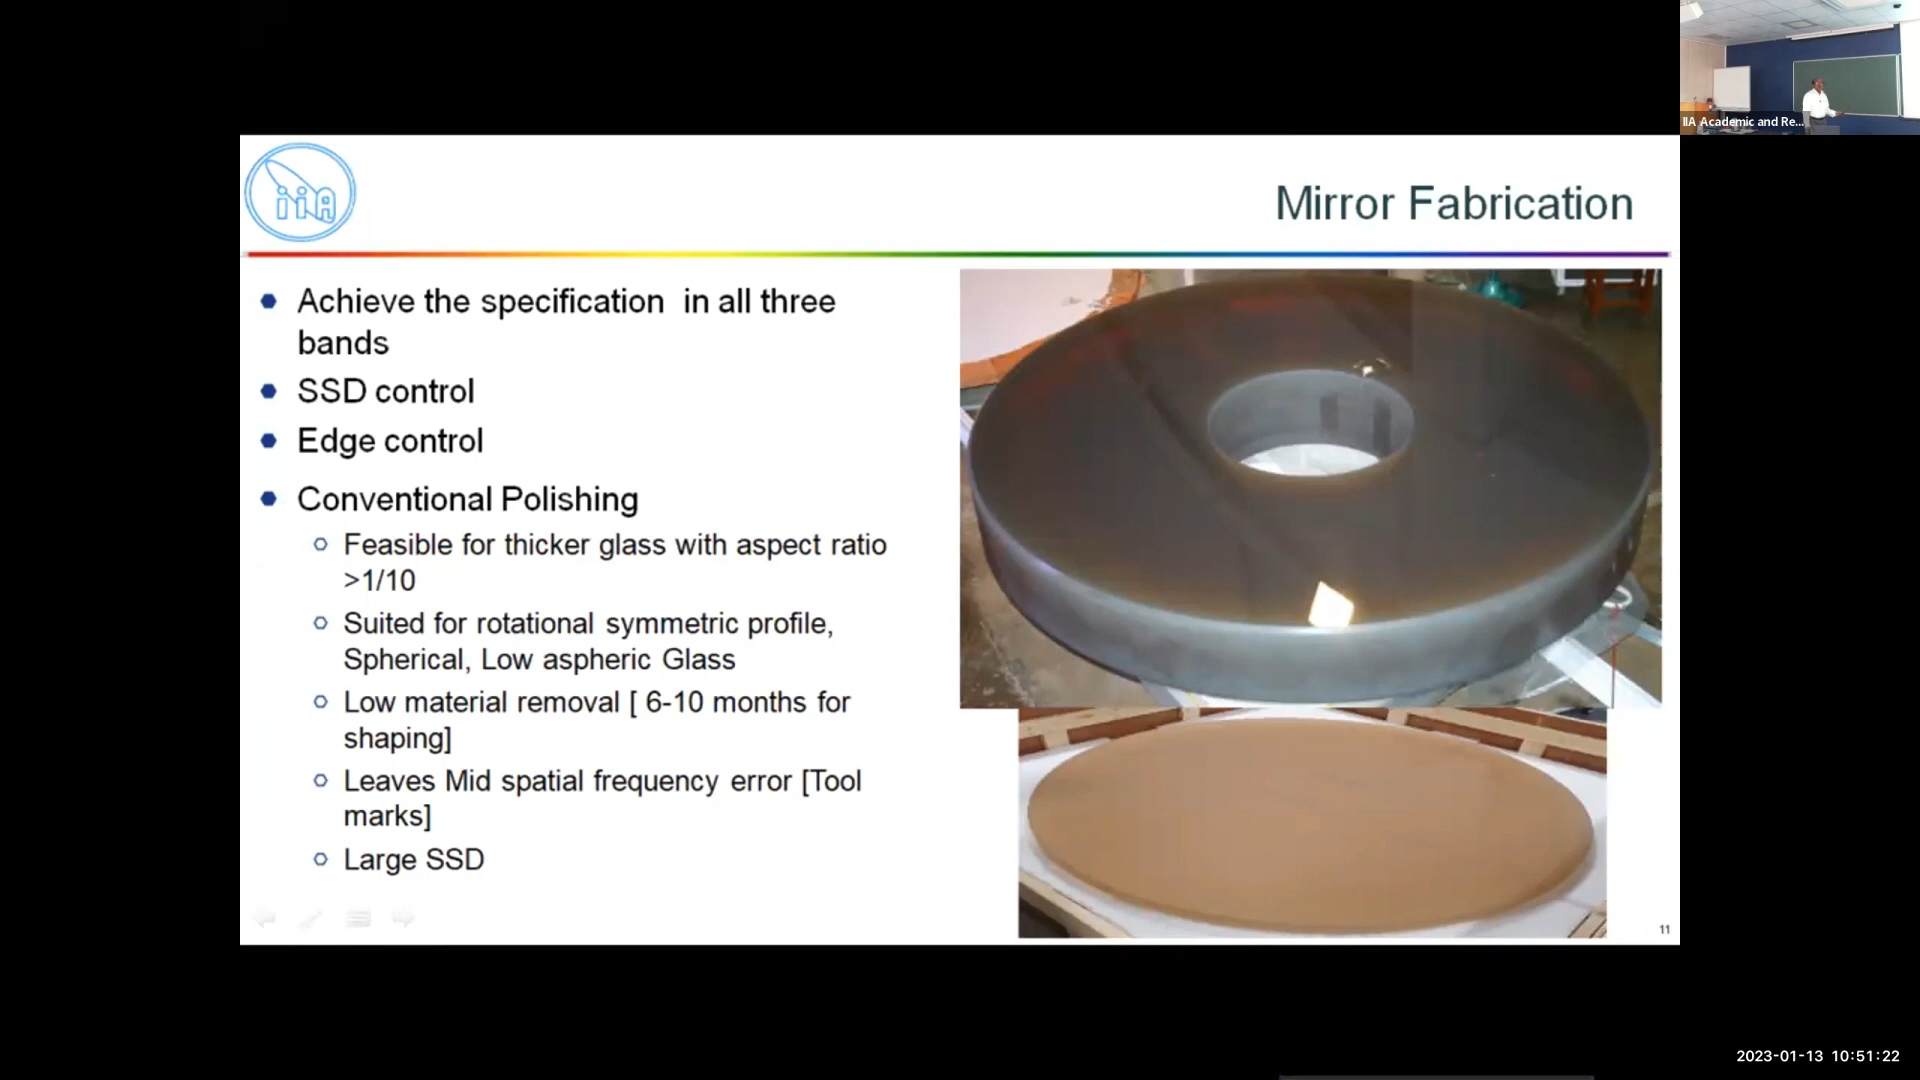 IIA Academic and Re...
iiA
Mirror Fabrication
Achieve the specification in all three
bands
SSD control
Edge control
Conventional Polishing
Feasible for thicker glass with aspect ratio
>1/10
Suited for rotational symmetric profile,
Spherical, Low aspheric Glass
Low material removal [ 6-10 months for
shaping]
Leaves Mid spatial frequency error [Tool
marks]
Large SSD
11
2023-01-13 10:51:22